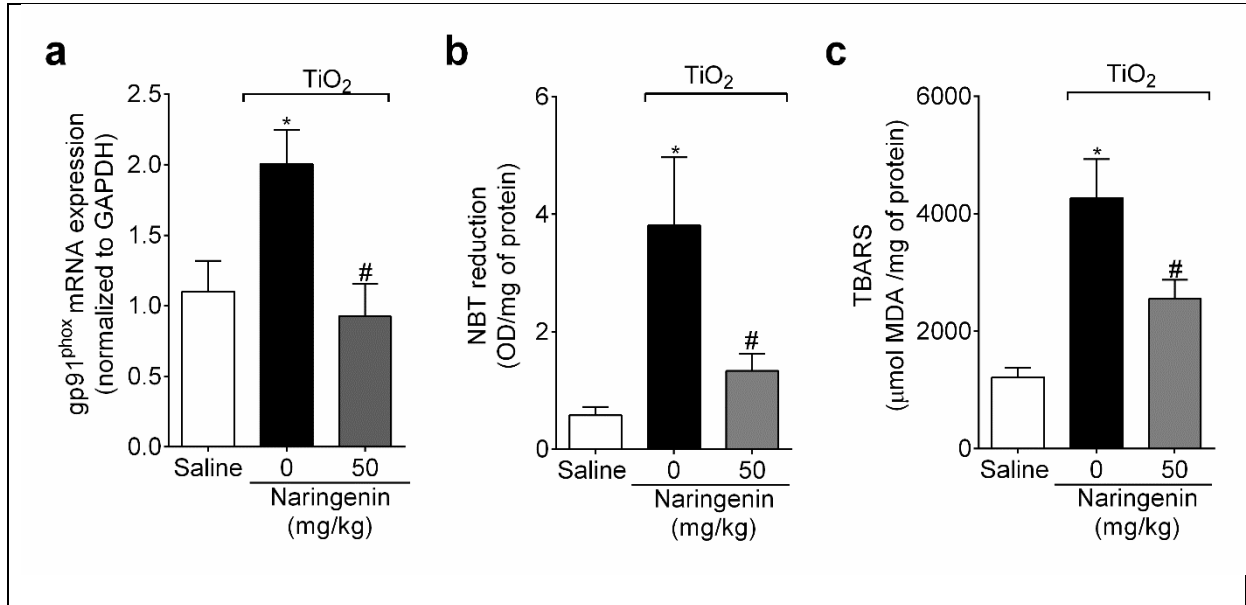 a
TiO2
gp91phox mRNA expression
(normalized to GAPDH)
2.5
2.0
1.5
1.0
0.5
0.0
*
#
Saline
0
50
Naringenin
(mg/kg)
b
TiO2
NBT reduction
(OD/mg of protein)
6
4
2
0
*
#
Saline
0
50
Naringenin
(mg/kg)
c
TiO2
TBARS
(μmol MDA /mg of protein)
6000
4000
2000
0
*
#
Saline
0
50
Naringenin
(mg/kg)